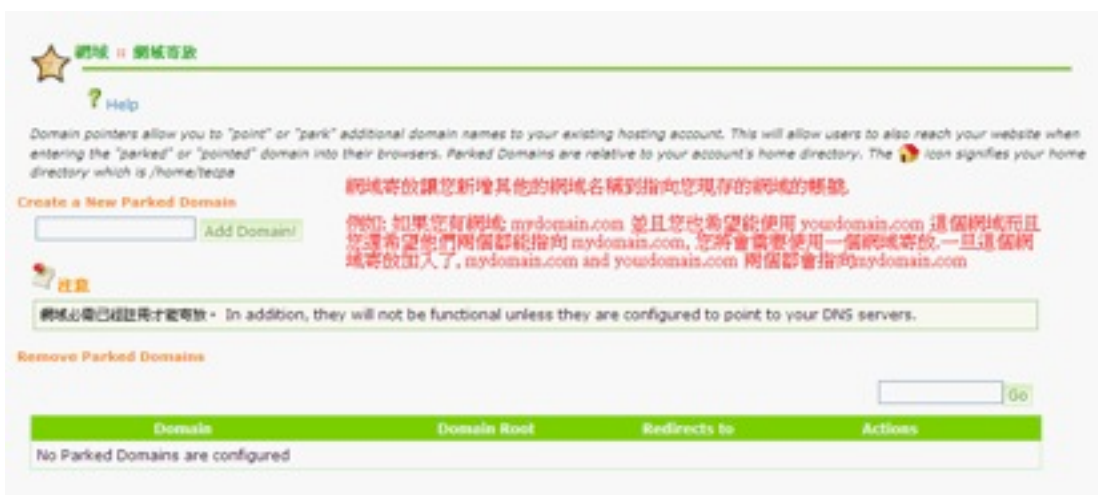 網域 :: 網域寄放
Help
Domain pointers allow you to "point" or "park" additional domain names to your existing hosting account. This will allow users to also reach your website when
entering the "parked" or "pointed" domain into their browsers. Parked Domains are relative to your account's home directory. The icon signifies your home
directory which is /home/tecpa
網域寄放讓您新增其他的網域名稱到指向您現存的網域的帳號.
Create a New Parked Domain
Add Domain!
例如: 如果您有網域: mydomain.com 並且您也希望能使用 yourdomain.com 這個網域而且
您還希望他們兩個都能指向 mydomain.com, 您將會需要使用一個網域寄放.一旦這個網
域寄放加入了, mydomain.com and yourdomain.com 兩個都會指向mydomain.com
注意
網域必需已經註冊才能寄放。 In addition, they will not be functional unless they are configured to point to your DNS servers.
Remove Parked Domains
Go
Domain Domain Root Redirects to Actions
No Parked Domains are configured